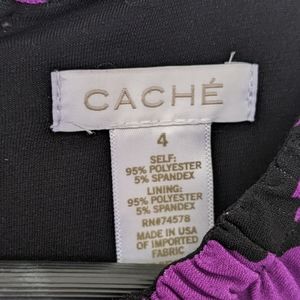 CACHÉ
4
SELF:
95% POLYESTER
5% SPANDEX
LINING:
95% POLYESTER
5% SPANDEX
RN#74578
MADE IN USA
OF IMPORTED
FABRIC